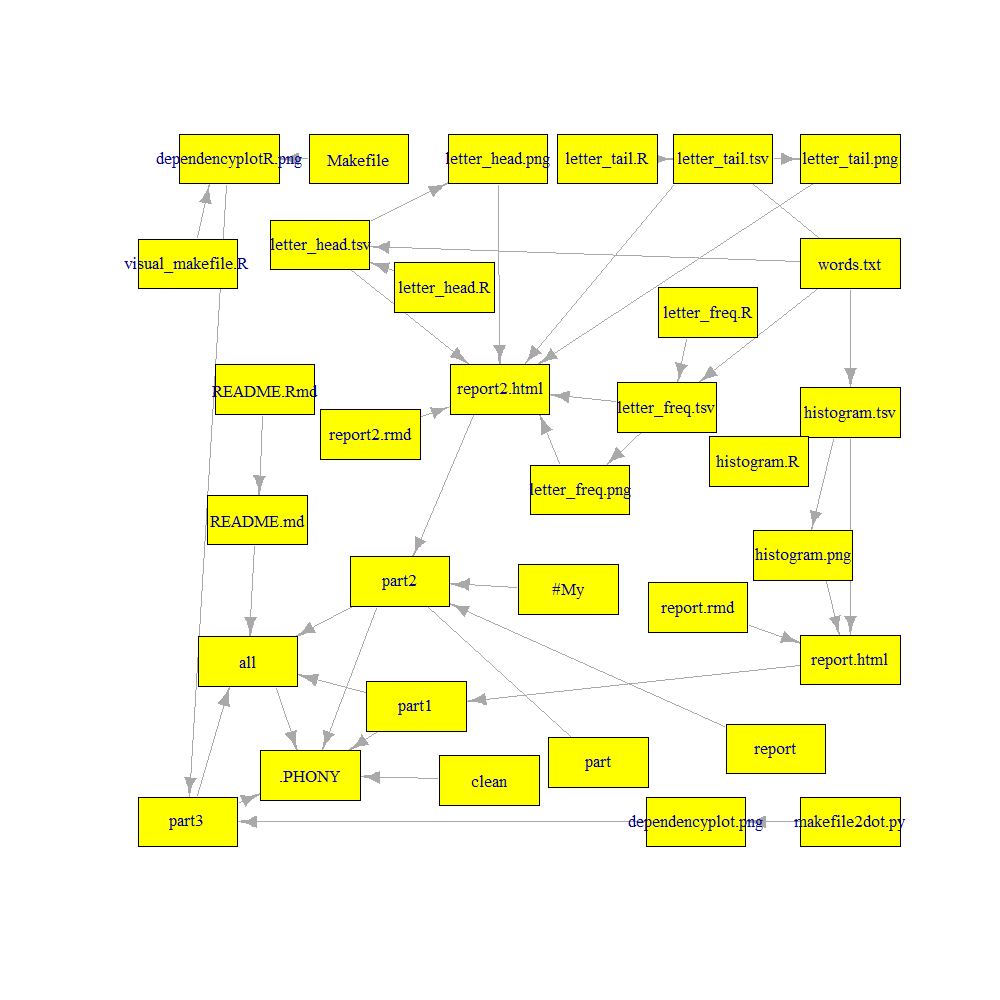 dependencyplotR.png
Makefile
letter_head.png
letter_tail.R
letter_tail.tsv
letter_tail.png
letter_head.tsv
visual_makefile.R
words.txt
letter_head.R
letter_freq.R
README.Rmd
report2.html
letter_freq.tsv
histogram.tsv
report2.rmd
histogram.R
letter_freq.png
README.md
histogram.png
part2
#My
report.rmd
all
report.html
part1
report
part
.PHONY
clean
part3
dependencyplot.png
makefile2dot.py